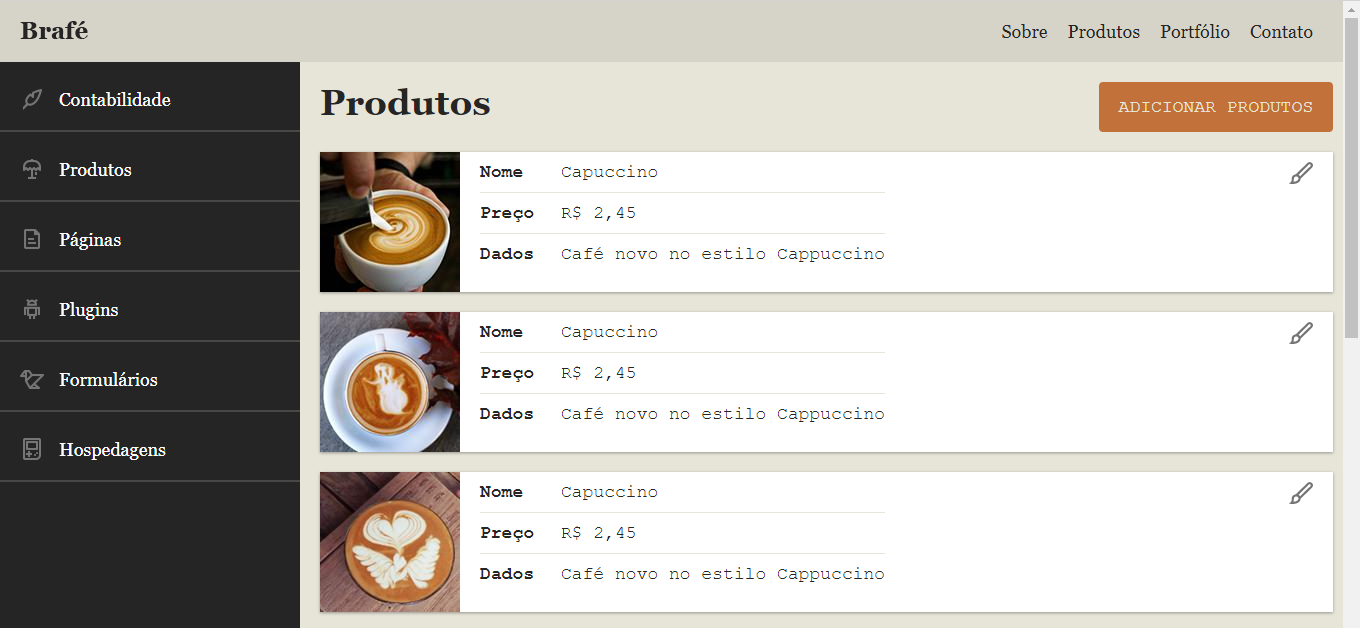 Brafé
Sobre Produtos Portfólio Contato
Contabilidade
Produtos
Páginas
Plugins
Formulários
Hospedagens
Produtos
ADICIONAR PRODUTOS
Nome Capuccino
Preço R$ 2,45
Dados Café novo no estilo Cappuccino
Nome Capuccino
Preço R$ 2,45
Dados Café novo no estilo Cappuccino
Nome Capuccino
Preço R$ 2,45
Dados Café novo no estilo Cappuccino